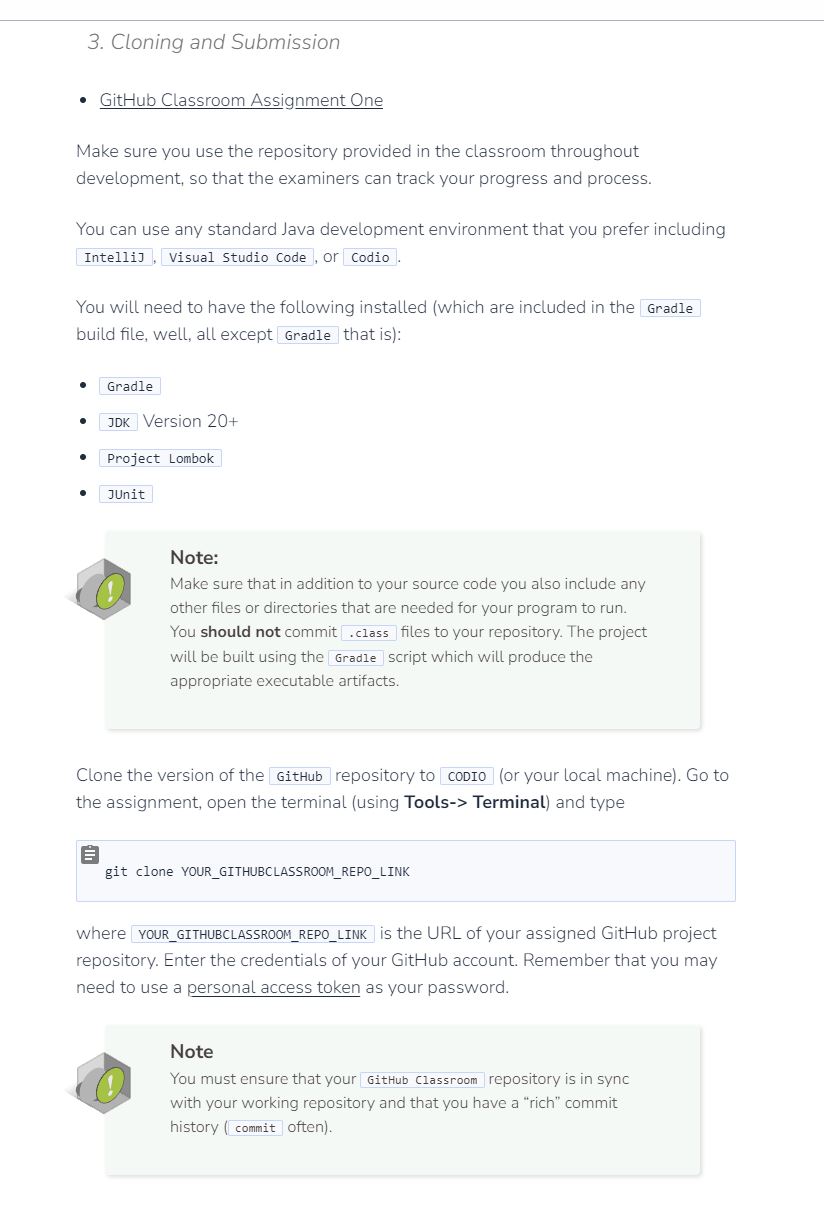 3. Cloning and Submission
• GitHub Classroom Assignment One
Make sure you use the repository provided in the classroom throughout
development, so that the examiners can track your progress and process.
You can use any standard Java development environment that you prefer including
IntelliJ, Visual Studio Code, or Codio.
You will need to have the following installed (which are included in the Gradle
build file, well, all except Gradle that is):
• Gradle
• JDK Version 20+
• Project Lombok
• JUnit
Note:
Make sure that in addition to your source code you also include any
other files or directories that are needed for your program to run.
You should not commit .class files to your repository. The project
will be built using the Gradle script which will produce the
appropriate executable artifacts.
Clone the version of the GitHub repository to CODIO (or your local machine). Go to
the assignment, open the terminal (using Tools-> Terminal) and type
git clone YOUR_GITHUBCLASSROOM_REPO_LINK
where YOUR_GITHUBCLASSROOM_REPO_LINK is the URL of your assigned GitHub project
repository. Enter the credentials of your GitHub account. Remember that you may
need to use a personal access token as your password.
Note
You must ensure that your GitHub Classroom repository is in sync
with your working repository and that you have a “rich” commit
history (commit often).